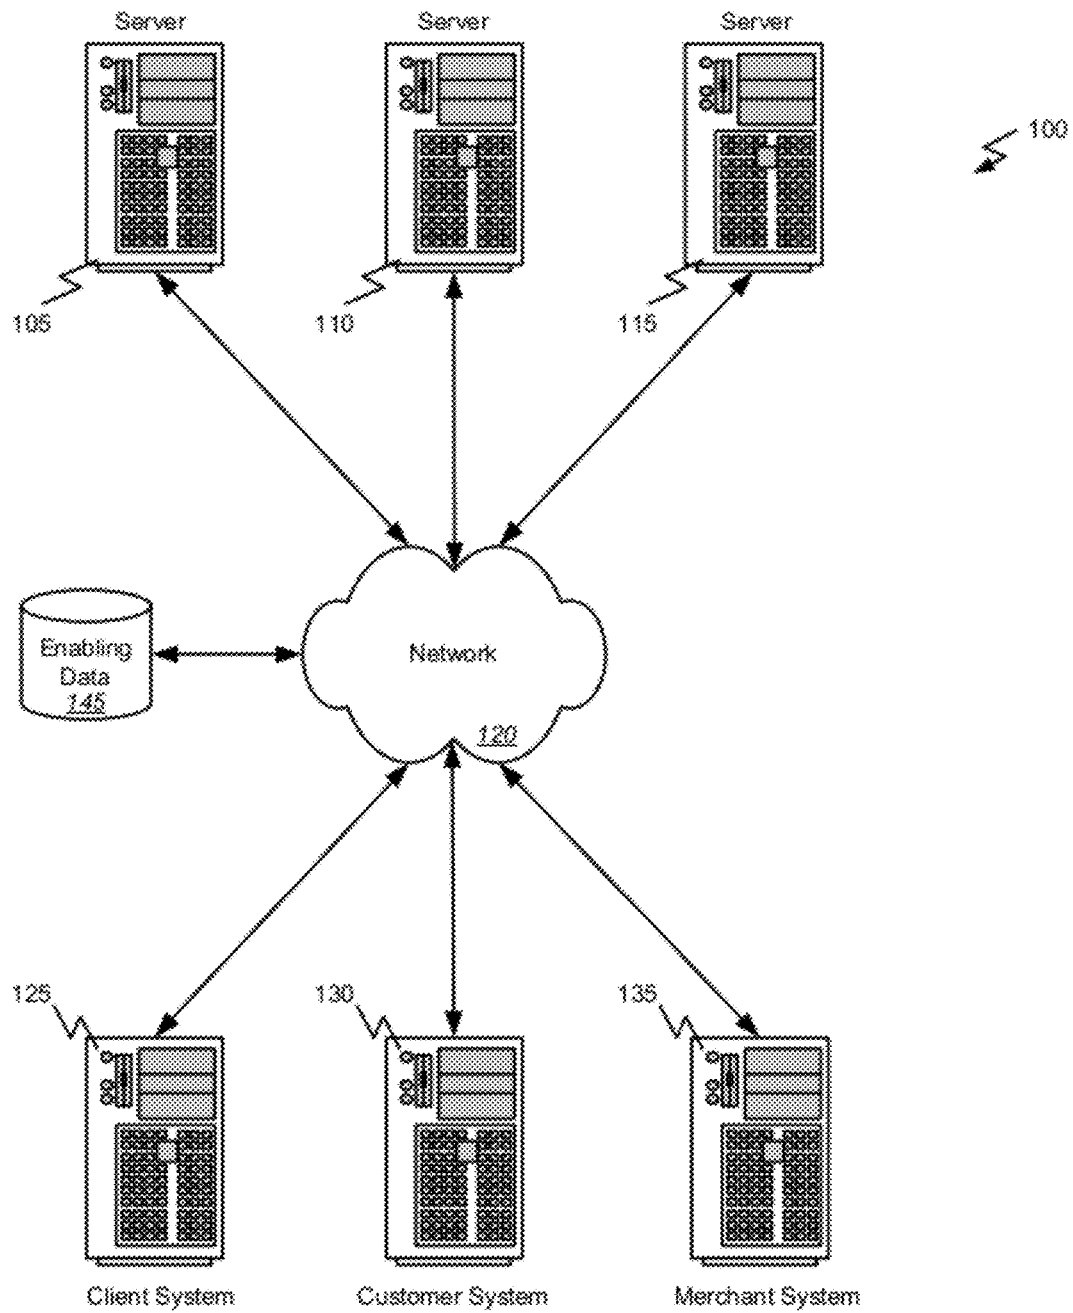 Server Server Server
100
105 110 115
Enabling
Data
145
Network
120
125 130 135
Client System Customer System Merchant System